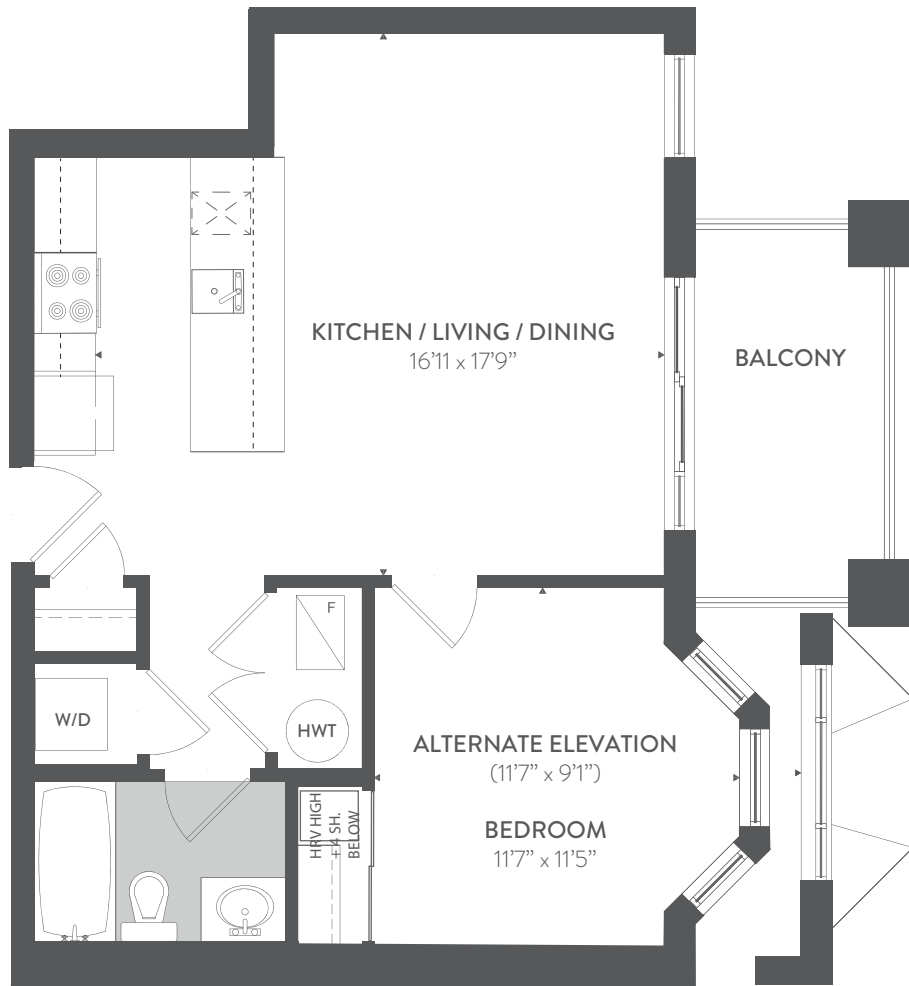 KITCHEN / LIVING / DINING
16'11 x 17'9”
BALCONY
F
W/D
HWT
ALTERNATE ELEVATION
(11'7” x 9'1”)
BEDROOM
11'7” x 11'5”
HRV HIGH
+ 4 SH.
BELOW